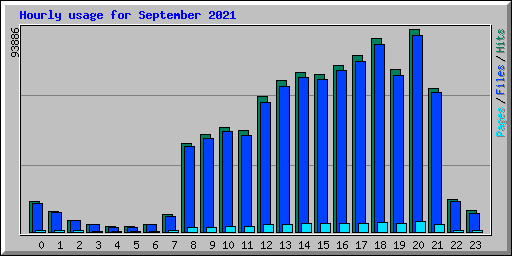 Hourly usage for September 2021
93886
Pages / Files / Hits
0 1 2 3 4 5 6 7 8 9 10 11 12 13 14 15 16 17 18 19 20 21 22 23